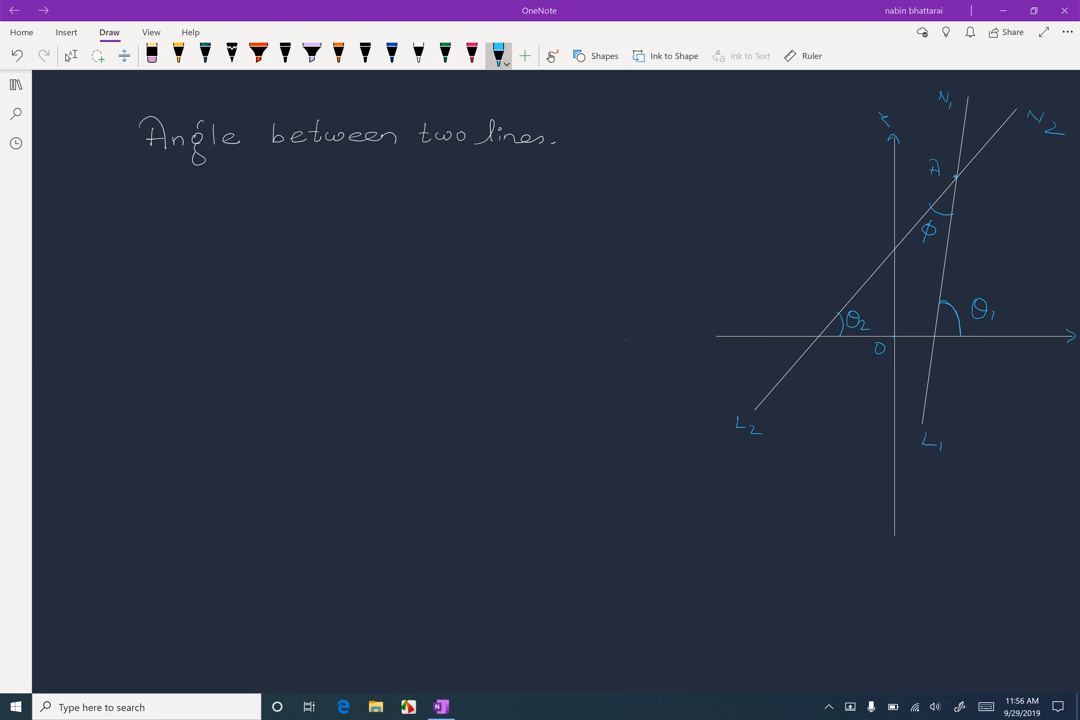 OneNote
nabin bhattarai
Home Insert Draw View Help
Share
Shapes Ink to Shape Ink to Text Ruler
Angle between two lines.
N₁
N₂
Y
A
ϕ
θ₁
θ₂
O
L₂
L₁
Type here to search
11:56 AM
9/29/2019